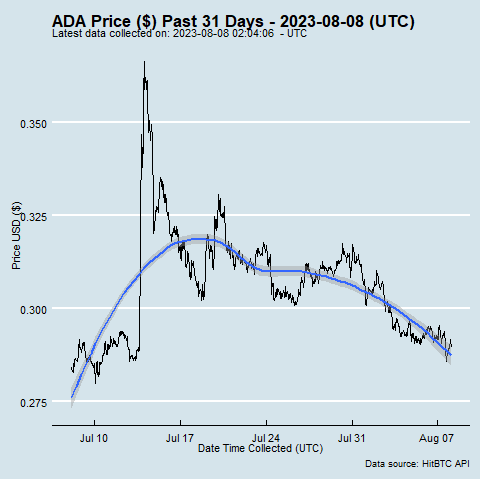 ADA Price ($) Past 31 Days - 2023-08-08 (UTC)
Latest data collected on: 2023-08-08 02:04:06 - UTC
0.350
0.325
0.300
0.275
Price USD ($)
Jul 10 Jul 17 Jul 24 Jul 31 Aug 07
Date Time Collected (UTC)
Data source: HitBTC API